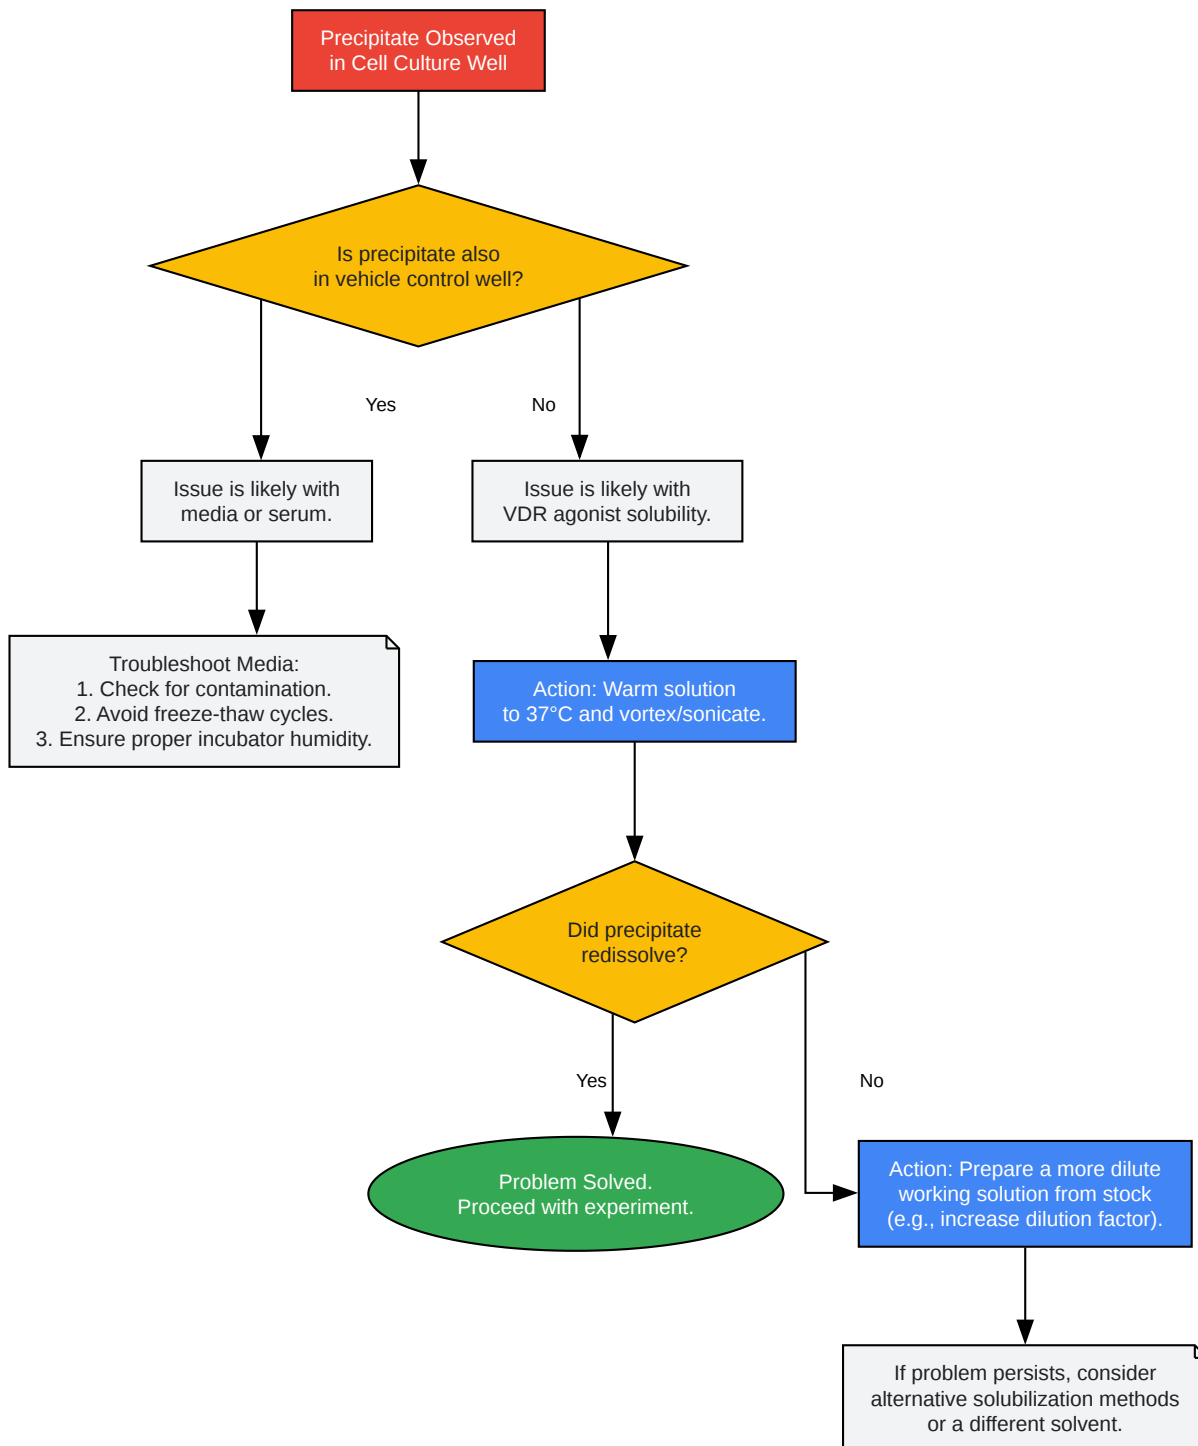 Precipitate Observed
in Cell Culture Well
Is precipitate also
in vehicle control well?
Yes
No
Issue is likely with
media or serum.
Issue is likely with
VDR agonist solubility.
Troubleshoot Media:
1. Check for contamination.
2. Avoid freeze-thaw cycles.
3. Ensure proper incubator humidity.
Action: Warm solution
to 37°C and vortex/sonicate.
Did precipitate
redissolve?
Yes
No
Problem Solved.
Proceed with experiment.
Action: Prepare a more dilute
working solution from stock
(e.g., increase dilution factor).
If problem persists, consider
alternative solubilization methods
or a different solvent.